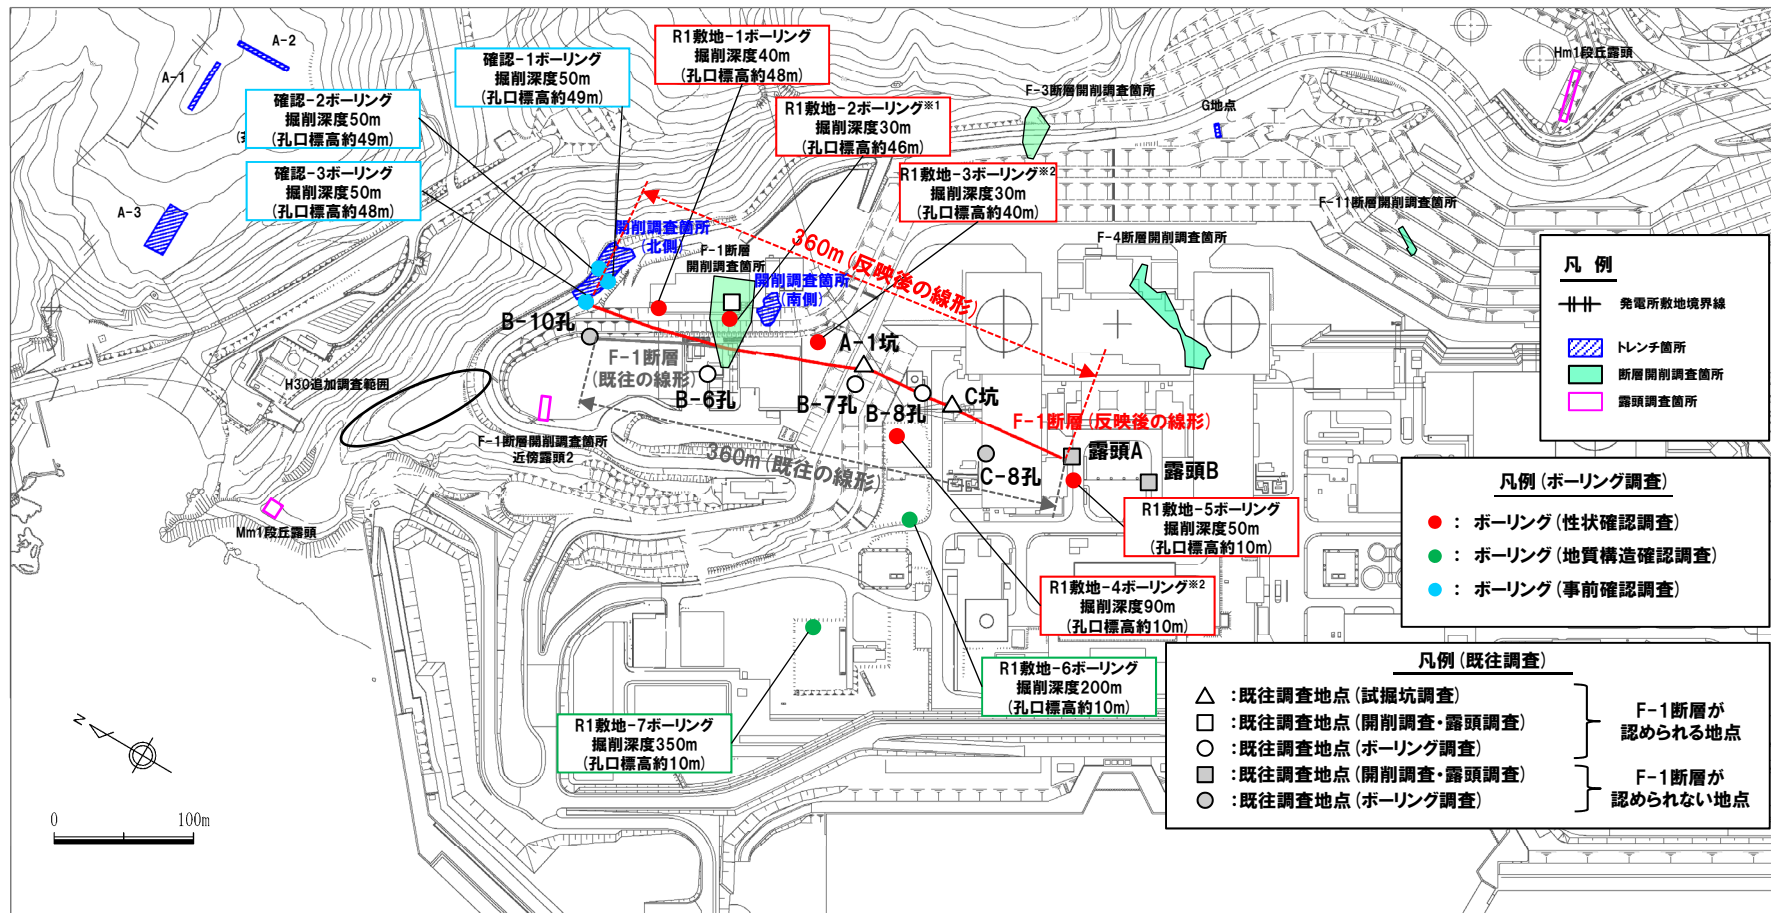 A-2
A-1
A-3
確認-1ボーリング
掘削深度50m
(孔口標高約49m)
R1敷地-1ボーリング
掘削深度40m
(孔口標高約48m)
確認-2ボーリング
掘削深度50m
(孔口標高約49m)
R1敷地-2ボーリング※1
掘削深度30m
(孔口標高約46m)
確認-3ボーリング
掘削深度50m
(孔口標高約48m)
R1敷地-3ボーリング※2
掘削深度30m
(孔口標高約40m)
F-3断層開削調査箇所
G地点
Hm1段丘露頭
F-11断層開削調査箇所
F-4断層開削調査箇所
開削調査箇所
(北側)
F-1断層
開削調査箇所
開削調査箇所
(南側)
360m(反映後の線形)
B-10孔
F-1断層
(既往の線形)
A-1坑
B-6孔
B-7孔
B-8孔
C坑
F-1断層(反映後の線形)
H30追加調査範囲
F-1断層開削調査箇所
近傍露頭2
360m(既往の線形)
C-8孔
露頭A
露頭B
Mm1段丘露頭
R1敷地-5ボーリング
掘削深度50m
(孔口標高約10m)
R1敷地-4ボーリング※2
掘削深度90m
(孔口標高約10m)
R1敷地-6ボーリング
掘削深度200m
(孔口標高約10m)
R1敷地-7ボーリング
掘削深度350m
(孔口標高約10m)
凡 例
発電所敷地境界線
トレンチ箇所
断層開削調査箇所
露頭調査箇所
凡例(ボーリング調査)
: ボーリング(性状確認調査)
: ボーリング(地質構造確認調査)
: ボーリング(事前確認調査)
凡例(既往調査)
:既往調査地点(試掘坑調査)
:既往調査地点(開削調査・露頭調査)
:既往調査地点(ボーリング調査)
F-1断層が
認められる地点
:既往調査地点(開削調査・露頭調査)
:既往調査地点(ボーリング調査)
F-1断層が
認められない地点
N
0 100m